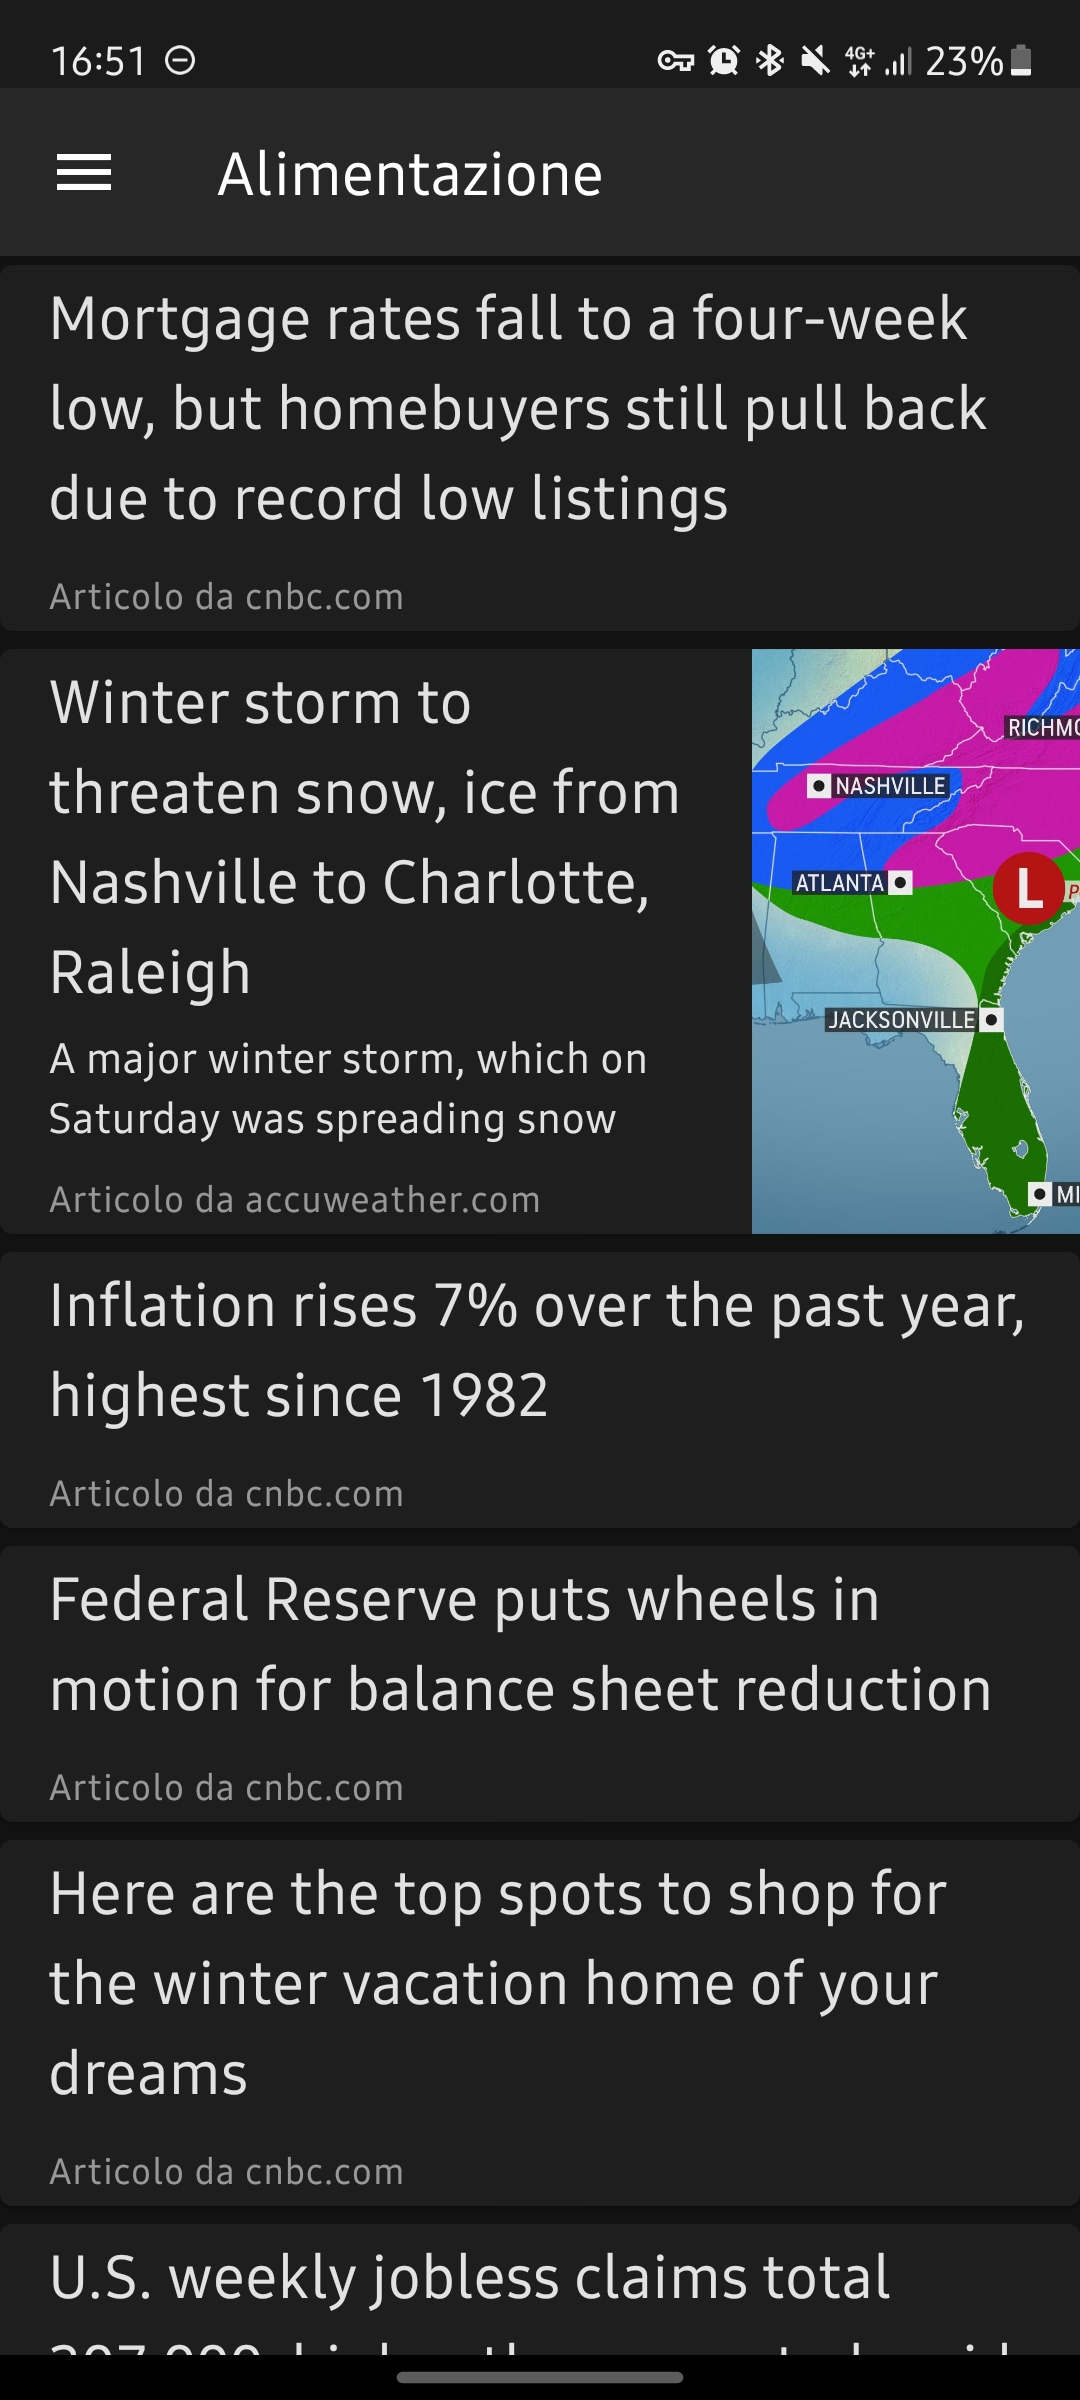 16:51
4G+
23%
Alimentazione
Mortgage rates fall to a four-week
low, but homebuyers still pull back
due to record low listings
Articolo da cnbc.com
Winter storm to
threaten snow, ice from
Nashville to Charlotte,
Raleigh
A major winter storm, which on
Saturday was spreading snow
Articolo da accuweather.com
NASHVILLE
ATLANTA
L
JACKSONVILLE
Inflation rises 7% over the past year,
highest since 1982
Articolo da cnbc.com
Federal Reserve puts wheels in
motion for balance sheet reduction
Articolo da cnbc.com
Here are the top spots to shop for
the winter vacation home of your
dreams
Articolo da cnbc.com
U.S. weekly jobless claims total